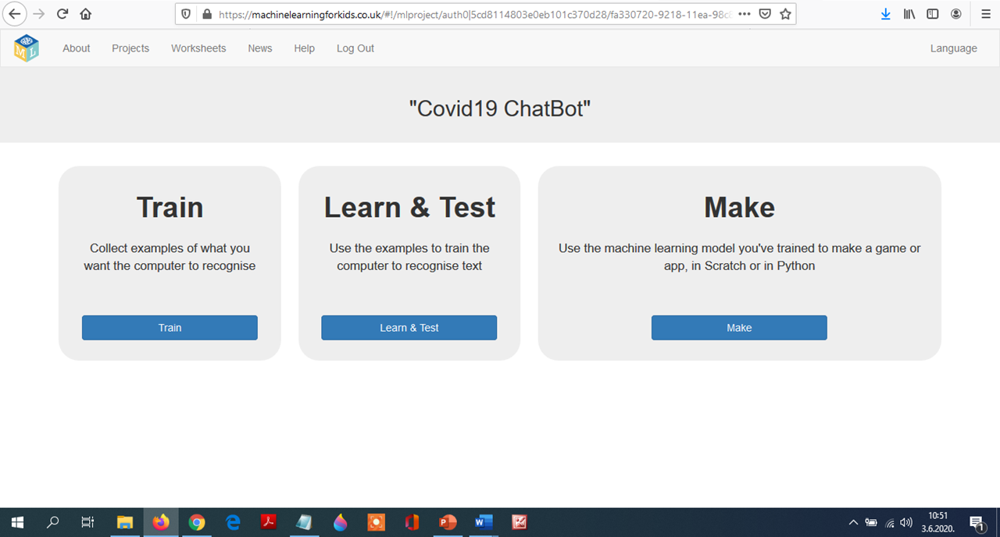 https://machinelearningforkids.co.uk/#!/mlproject/auth0|5cd8114803e0eb101c370d28/fa330720-9218-11ea-98c
ML
About Projects Worksheets News Help Log Out Language
"Covid19 ChatBot"
Train
Collect examples of what you
want the computer to recognise
Train
Learn & Test
Use the examples to train the
computer to recognise text
Learn & Test
Make
Use the machine learning model you've trained to make a game or
app, in Scratch or in Python
Make
10:51
3.6.2020.
1